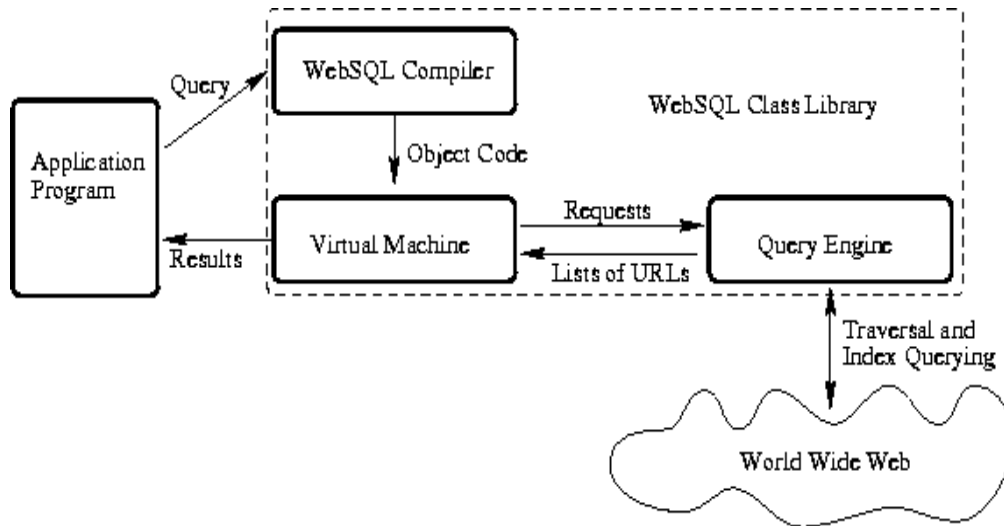 WebSQL Compiler
Query
WebSQL Class Library
Application
Program
Object Code
Virtual Machine
Requests
Query Engine
Results
Lists of URLs
Traversal and
Index Querying
World Wide Web